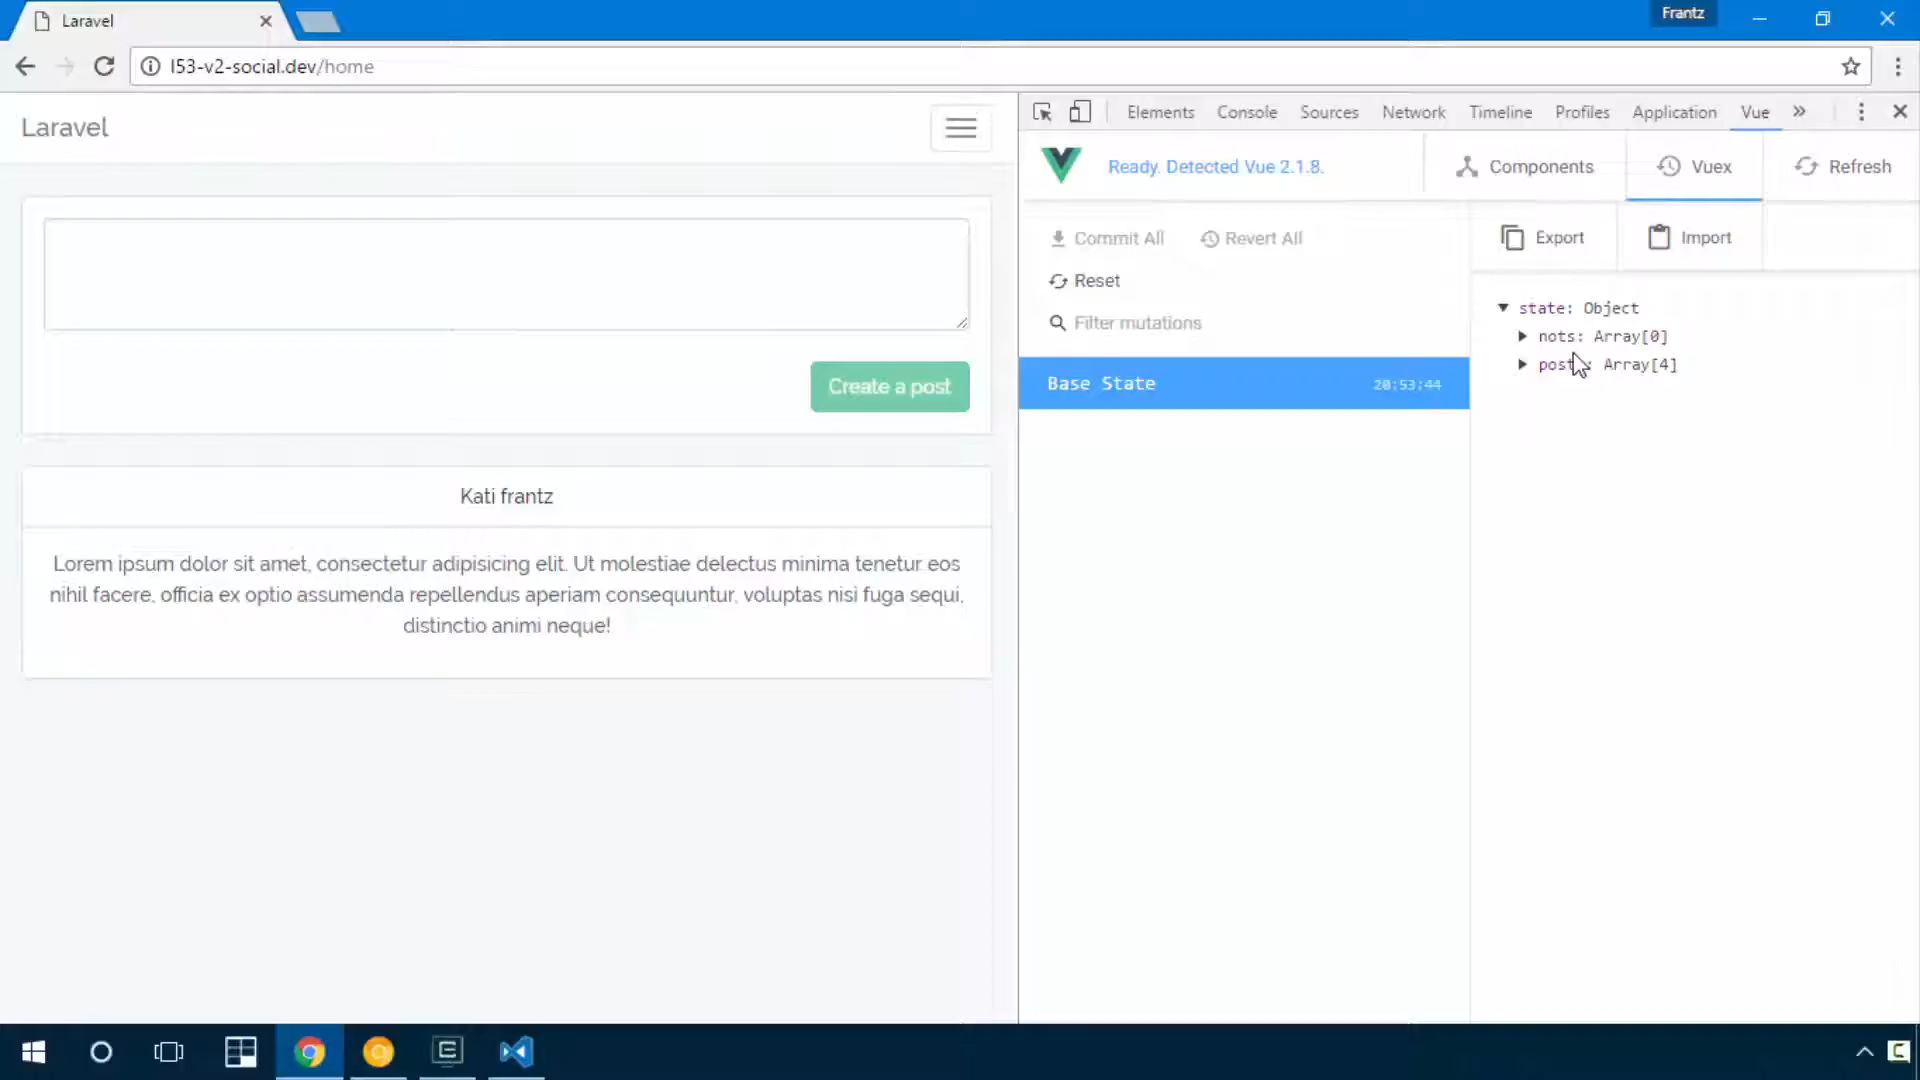 Laravel
Frantz
l53-v2-social.dev/home
Laravel
Elements Console Sources Network Timeline Profiles Application Vue »
Ready. Detected Vue 2.1.8.
Components
Vuex
Refresh
Commit All
Revert All
Export
Import
Reset
Filter mutations
state: Object
nots: Array[0]
Array[4]
Base State 20:53:44
Create a post
Kati frantz
Lorem ipsum dolor sit amet, consectetur adipisicing elit. Ut molestiae delectus minima tenetur eos
nihil facere, officia ex optio assumenda repellendus aperiam consequuntur, voluptas nisi fuga sequi,
distinctio animi neque!